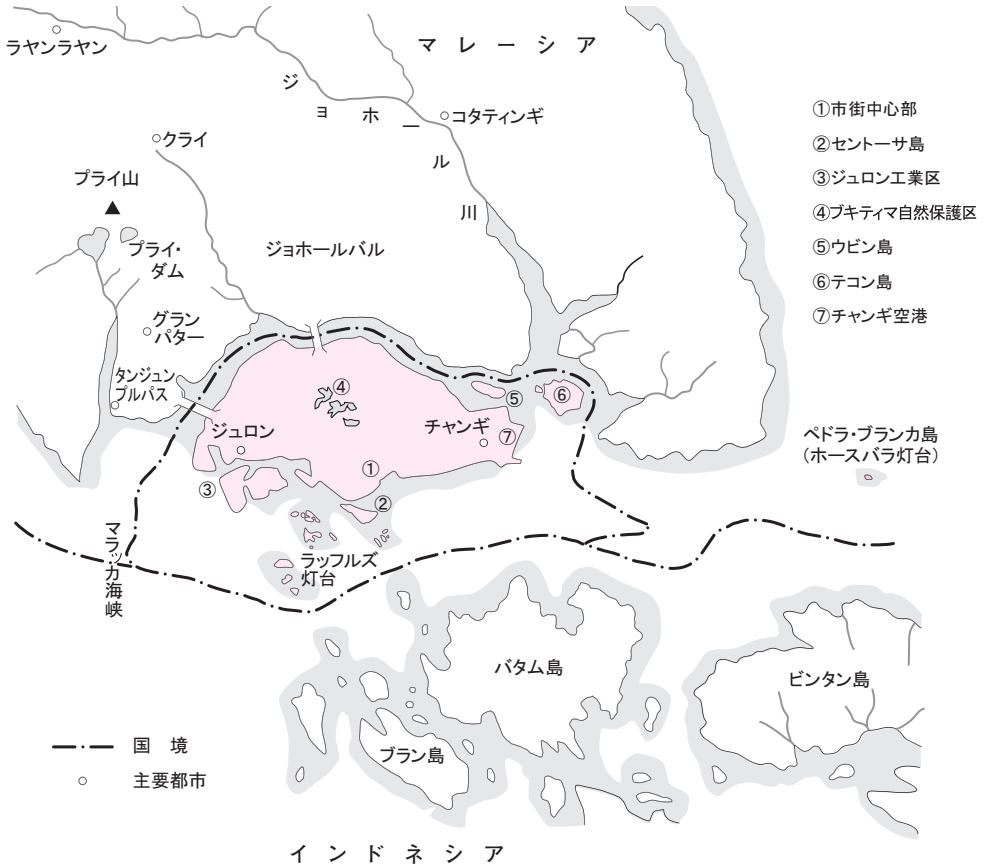 マレーシア
ラヤンラヤン
ジョホール川
コタティンギ
クライ
プライ山
プライ・
ダム
ジョホールバル
グラン
パター
タンジュン
プルパス
④
⑤
⑥
ジュロン
チャンギ
⑦
①
③
②
ペドラ・ブランカ島
(ホースバラ灯台)
マラッカ海峡
ラッフルズ
灯台
バタム島
ビンタン島
ブラン島
インドネシア
①市街中心部
②セントーサ島
③ジュロン工業区
④ブキティマ自然保護区
⑤ウビン島
⑥テコン島
⑦チャンギ空港
国境
主要都市